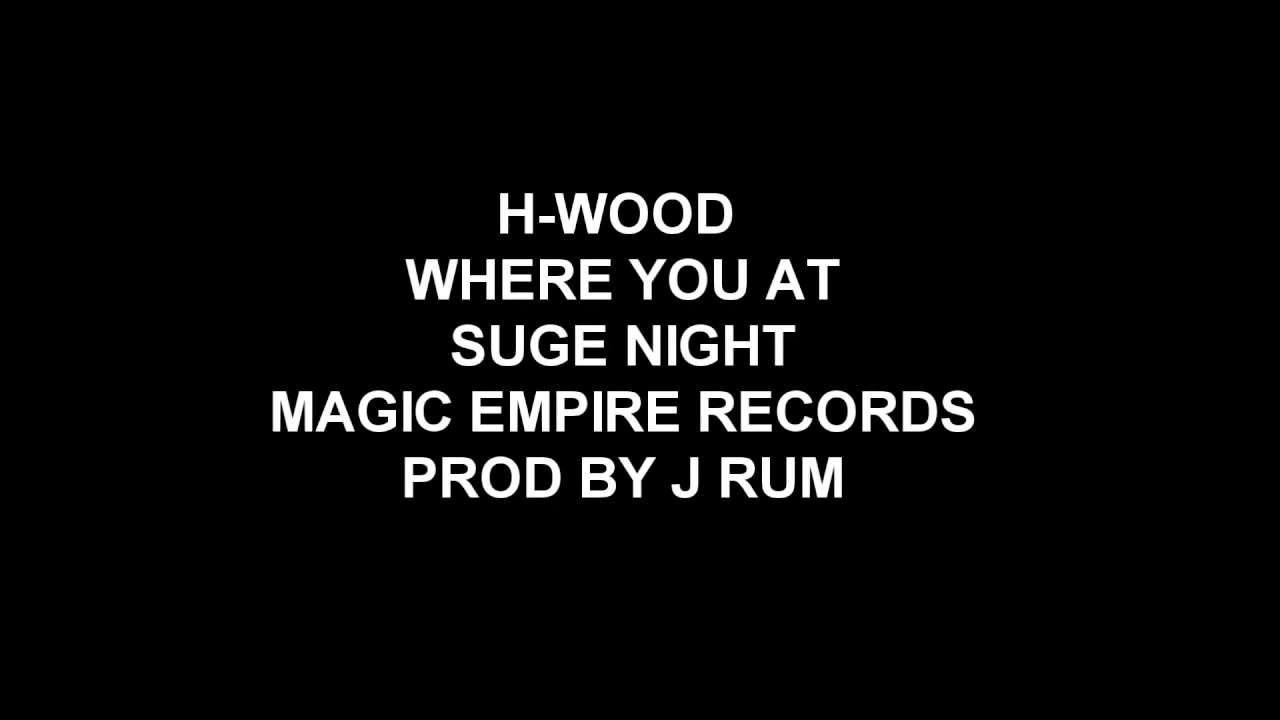 H-WOOD
WHERE YOU AT
SUGE NIGHT
MAGIC EMPIRE RECORDS
PROD BY J RUM